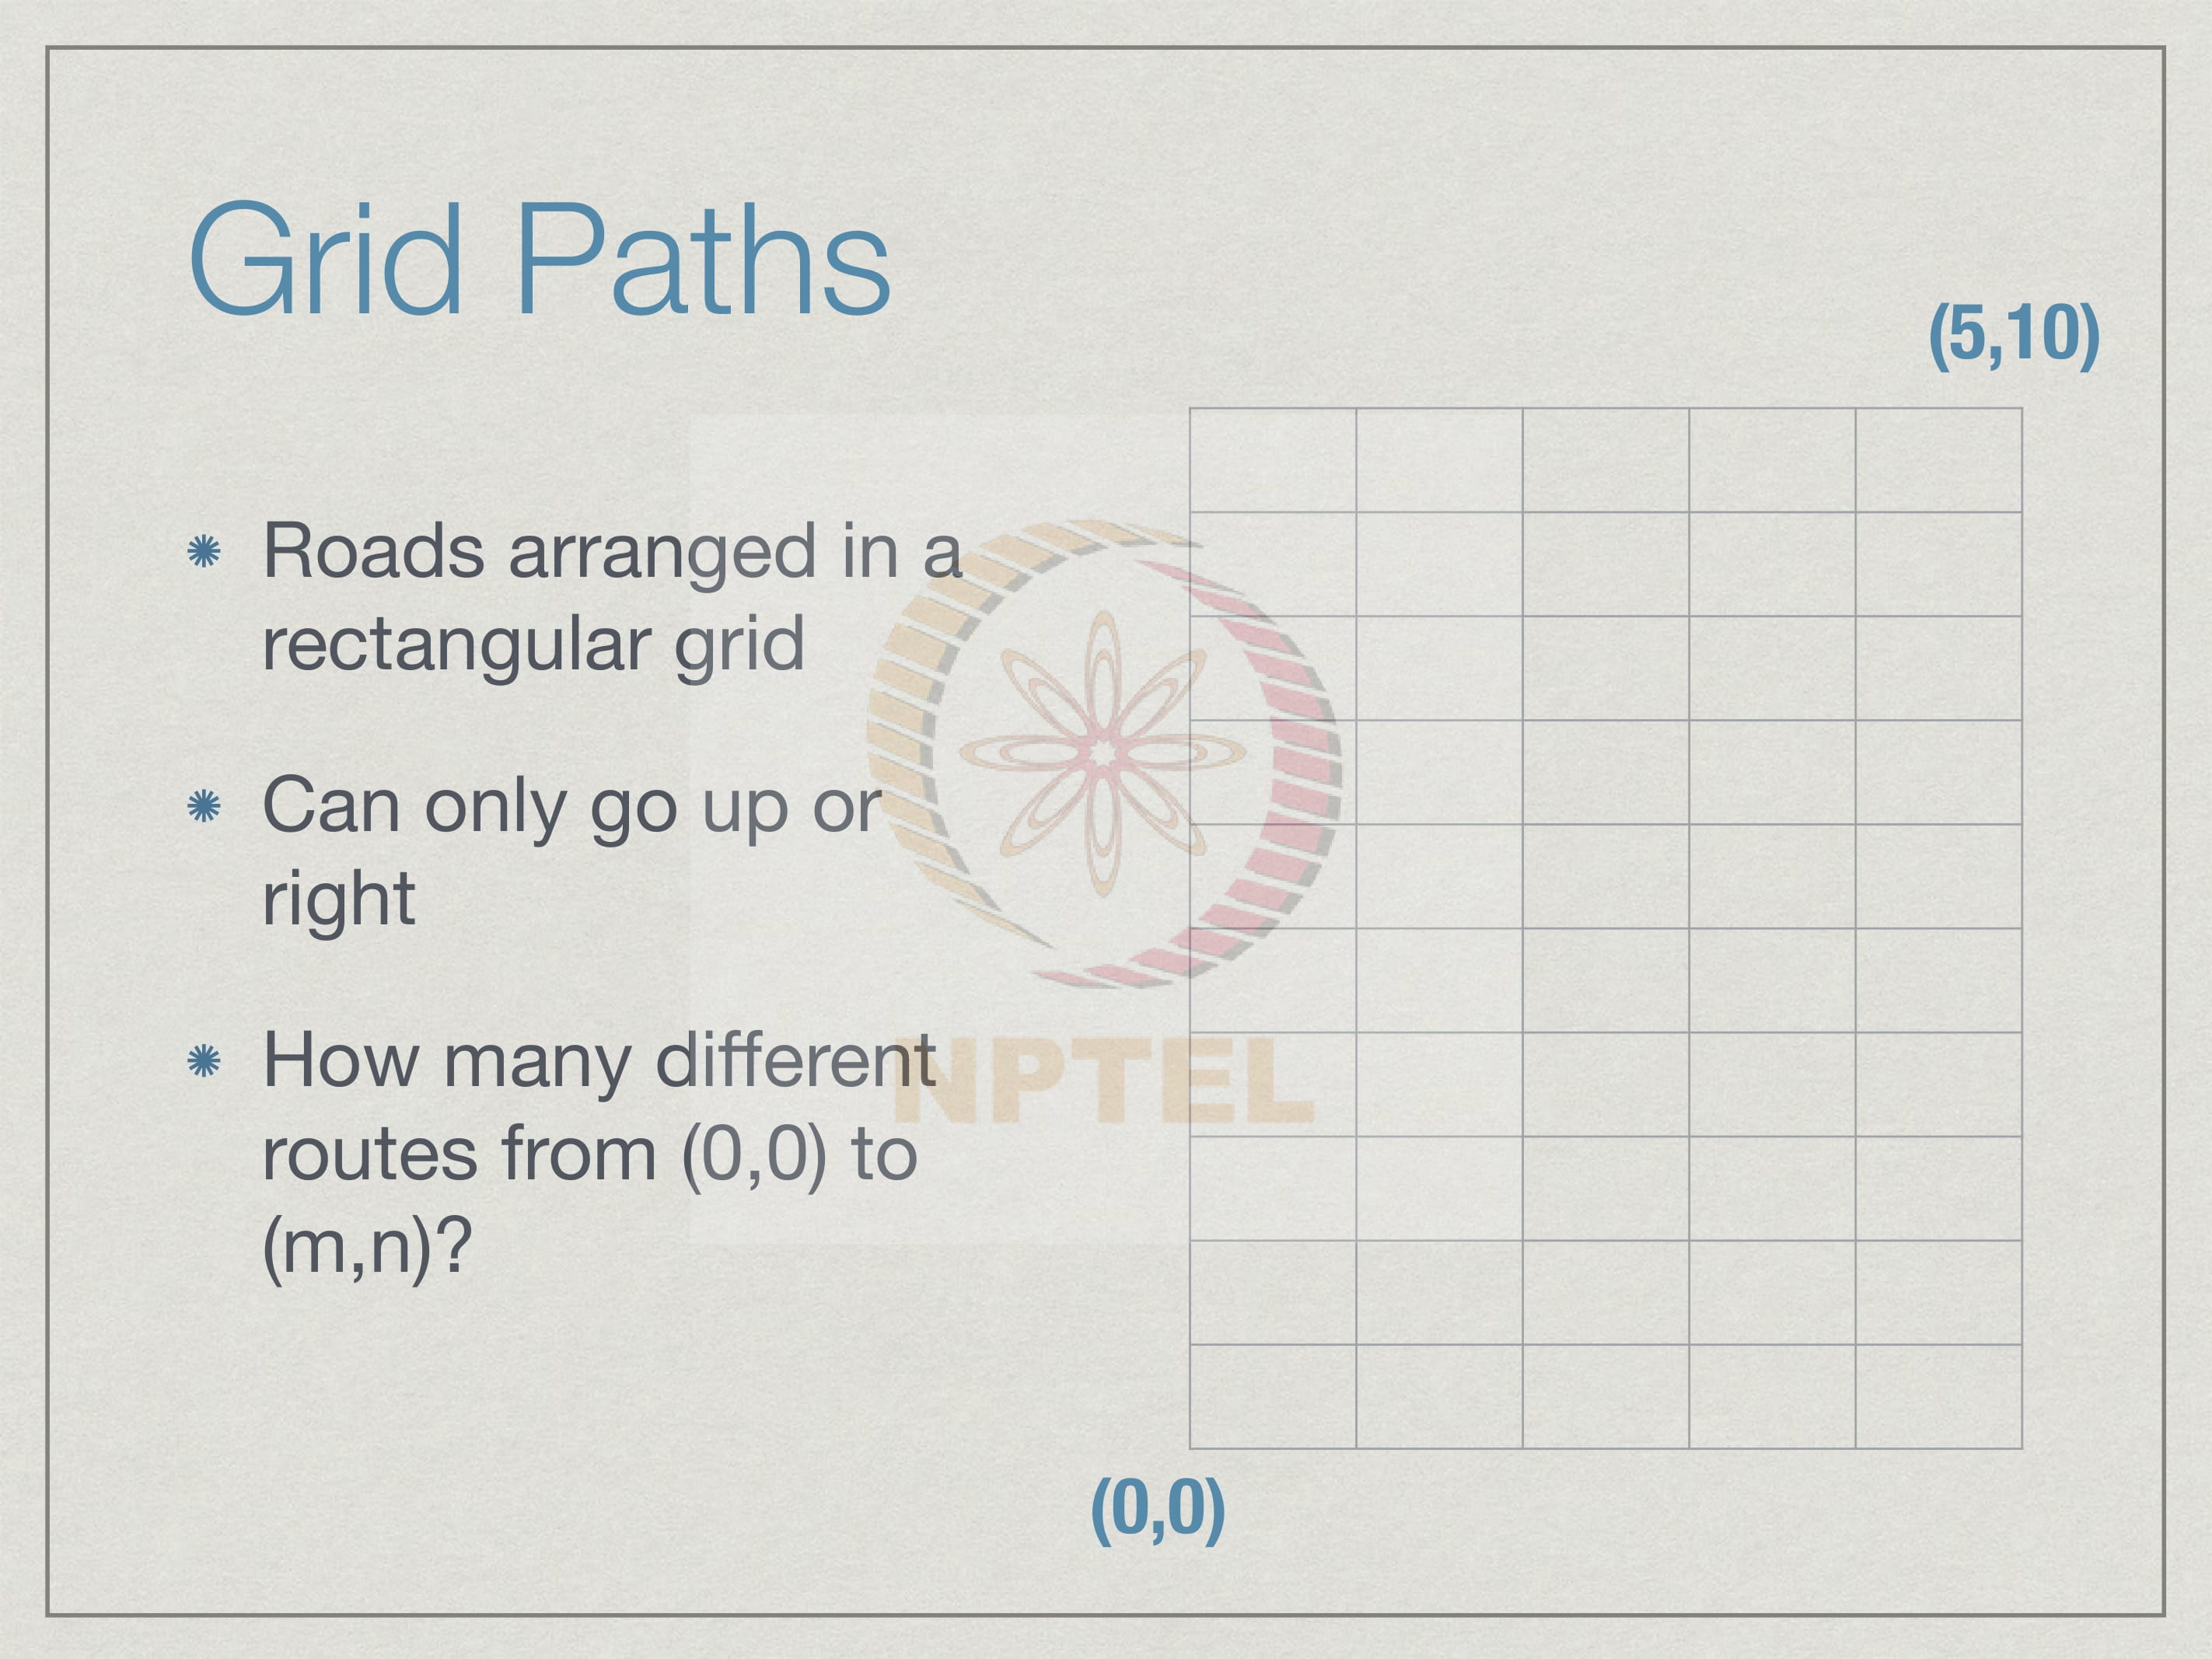 Grid Paths
(5,10)
Roads arranged in a
rectangular grid
Can only go up or
right
How many different
routes from (0,0) to
(m,n)?
NPTEL
(0,0)